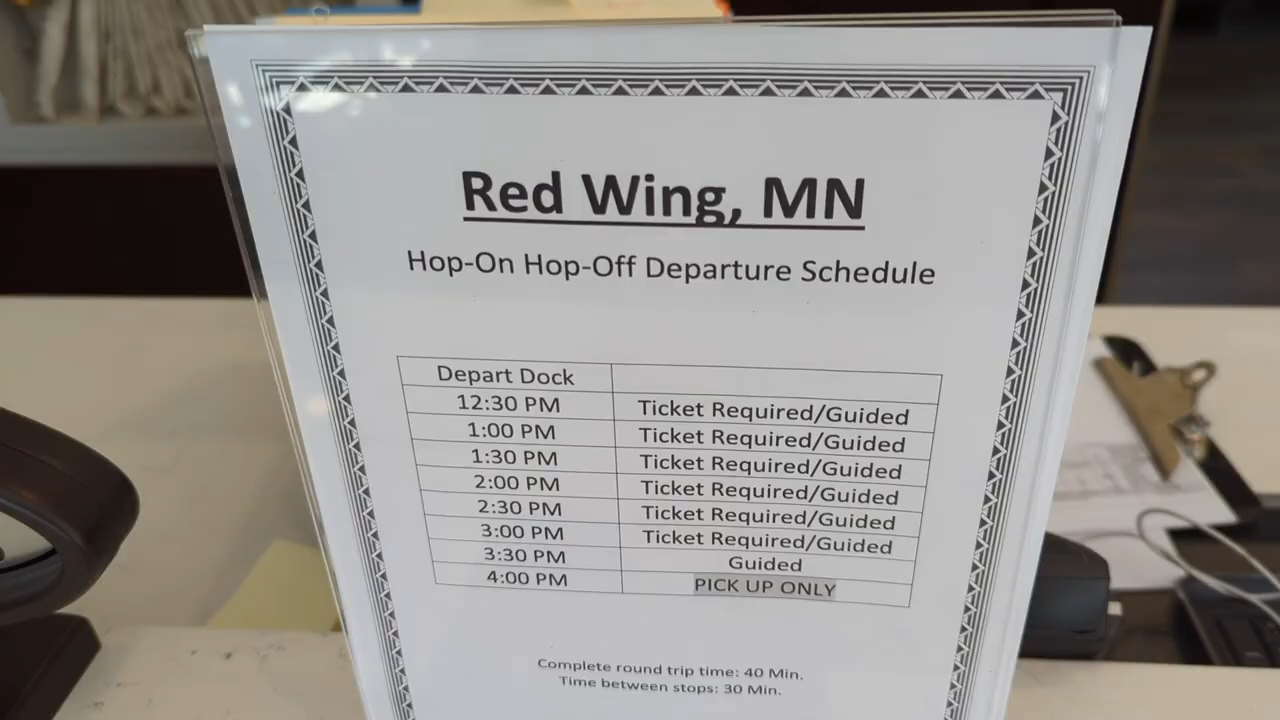 Red Wing, MN
Hop-On Hop-Off Departure Schedule
Depart Dock
12:30 PM Ticket Required/Guided
1:00 PM Ticket Required/Guided
1:30 PM Ticket Required/Guided
2:00 PM Ticket Required/Guided
2:30 PM Ticket Required/Guided
3:00 PM Ticket Required/Guided
3:30 PM Guided
4:00 PM PICK UP ONLY
Complete round trip time: 40 Min.
Time between stops: 30 Min.